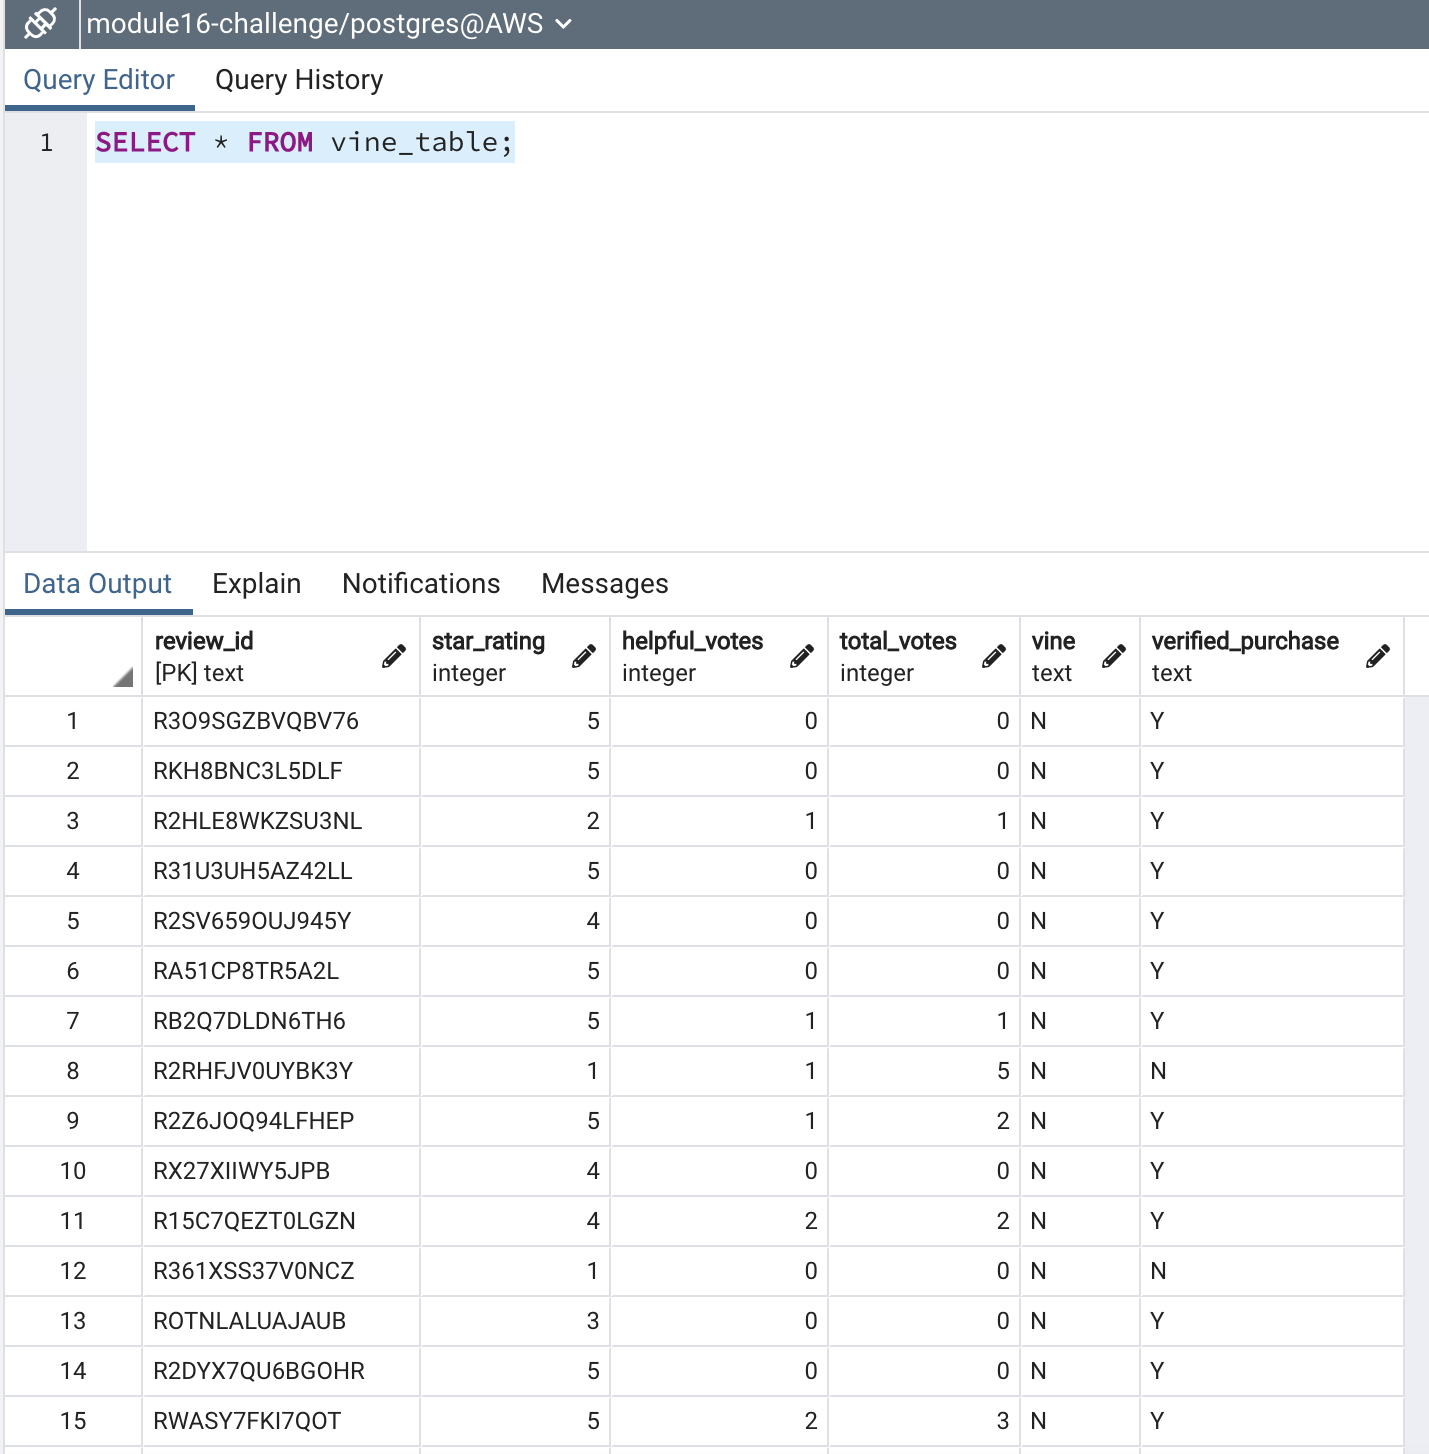 module16-challenge/postgres@AWS
Query Editor Query History
1 SELECT * FROM vine_table;
Data Output Explain Notifications Messages
review_id star_rating helpful_votes total_votes vine verified_purchase
[PK] text integer integer integer text text
1 R3O9SGZBVQBV76 5 0 0 N Y
2 RKH8BNC3L5DLF 5 0 0 N Y
3 R2HLE8WKZSU3NL 2 1 1 N Y
4 R31U3UH5AZ42LL 5 0 0 N Y
5 R2SV659OUJ945Y 4 0 0 N Y
6 RA51CP8TR5A2L 5 0 0 N Y
7 RB2Q7DLDN6TH6 5 1 1 N Y
8 R2RHFJV0UYBK3Y 1 1 5 N N
9 R2Z6JOQ94LFHEP 5 1 2 N Y
10 RX27XIIWY5JPB 4 0 0 N Y
11 R15C7QEZT0LGZN 4 2 2 N Y
12 R361XSS37V0NCZ 1 0 0 N N
13 ROTNLALUAJAUB 3 0 0 N Y
14 R2DYX7QU6BGOHR 5 0 0 N Y
15 RWASY7FKI7QOT 5 2 3 N Y